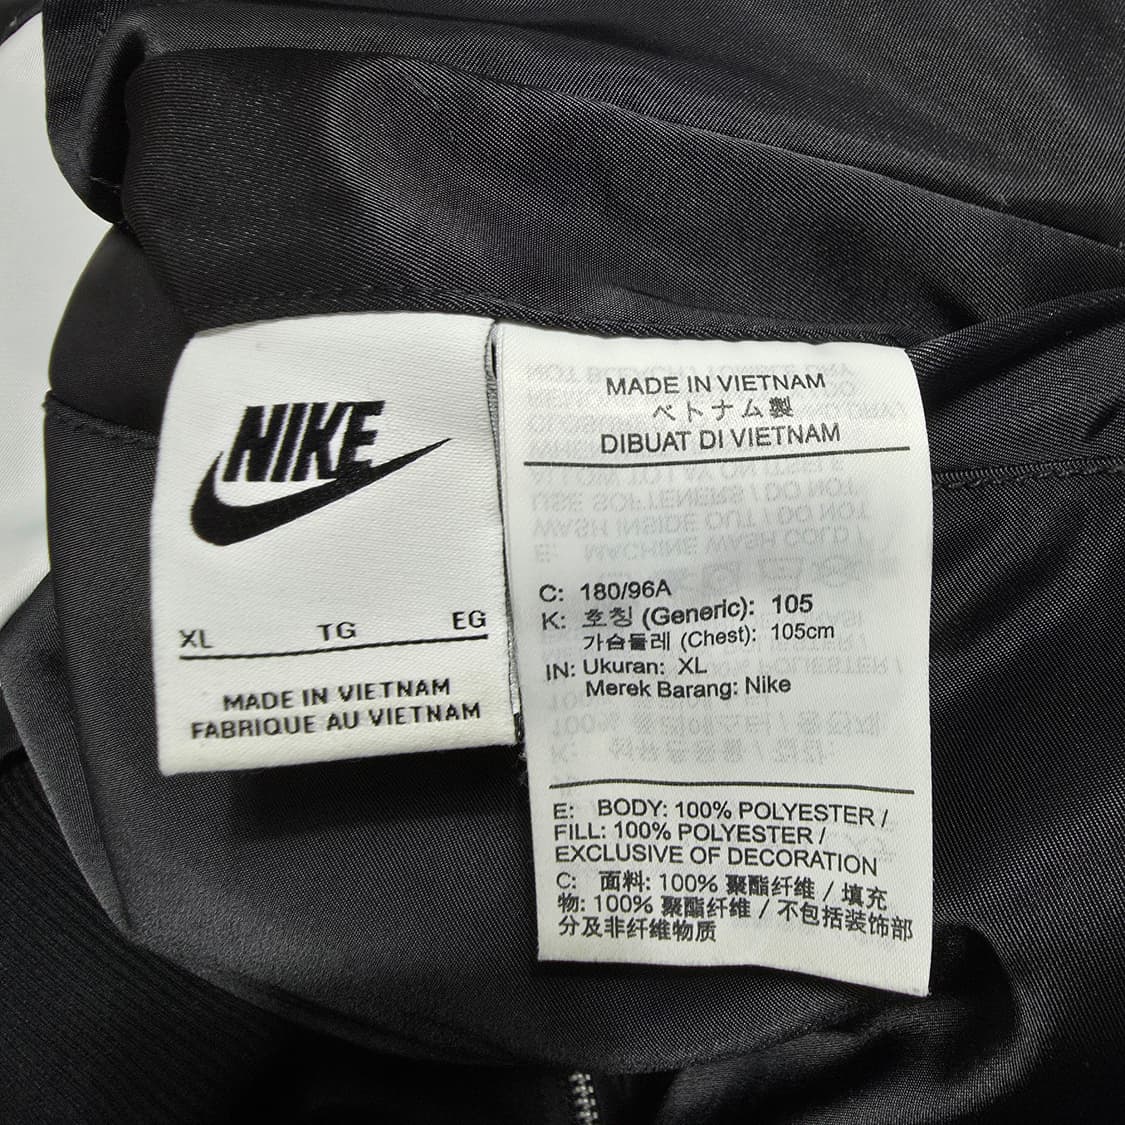 NIKE
XL TG EG
MADE IN VIETNAM
FABRIQUE AU VIETNAM
MADE IN VIETNAM
ベトナム製
DIBUAT DI VIETNAM
C: 180/96A
K: 호칭 (Generic): 105
가슴둘레 (Chest): 105cm
IN: Ukuran: XL
Merek Barang: Nike
E: BODY: 100% POLYESTER /
FILL: 100% POLYESTER /
EXCLUSIVE OF DECORATION
C: 面料: 100% 聚酯纤维 / 填充
物: 100% 聚酯纤维 / 不包括装饰部
分及非纤维物质